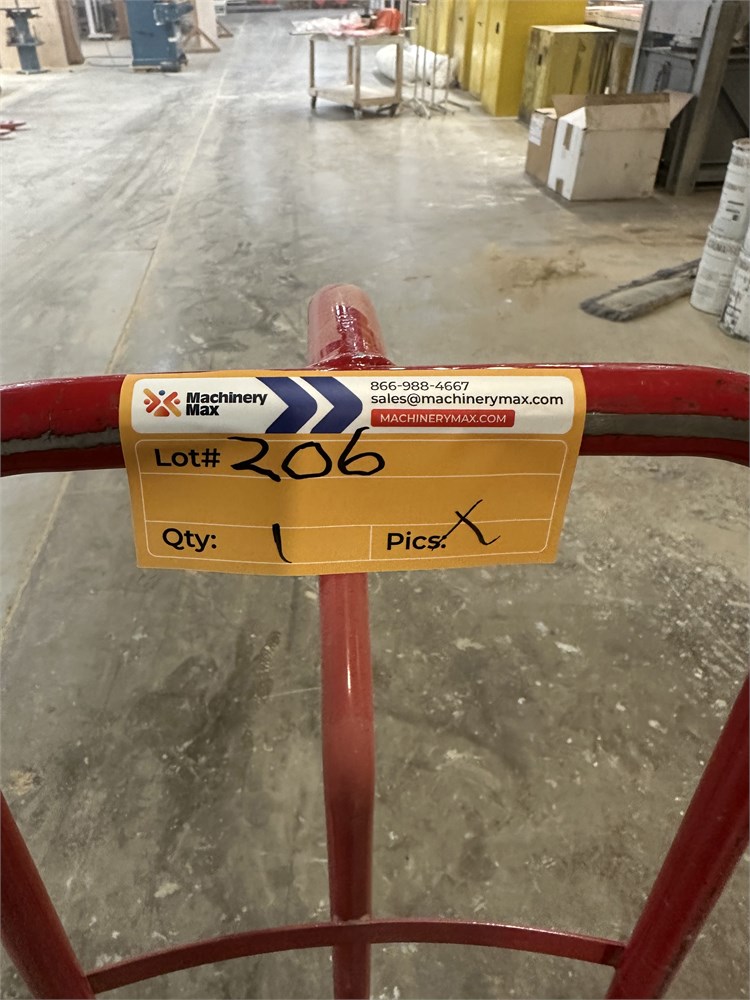 Machinery
Max
866-988-4667
sales@machinerymax.com
MACHINERYMAX.COM
Lot# 206
Qty: 1 Pics: X